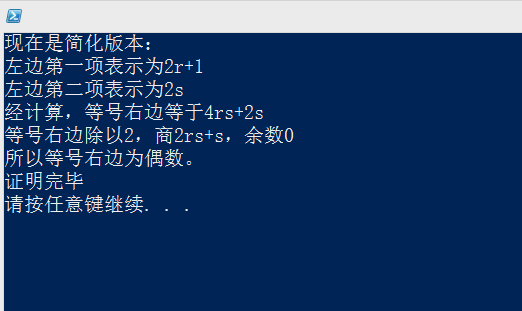 现在是简化版本：
左边第一项表示为2r+1
左边第二项表示为2s
经计算，等号右边等于4rs+2s
等号右边除以2，商2rs+s，余数0
所以等号右边为偶数。
证明完毕
请按任意键继续. . .